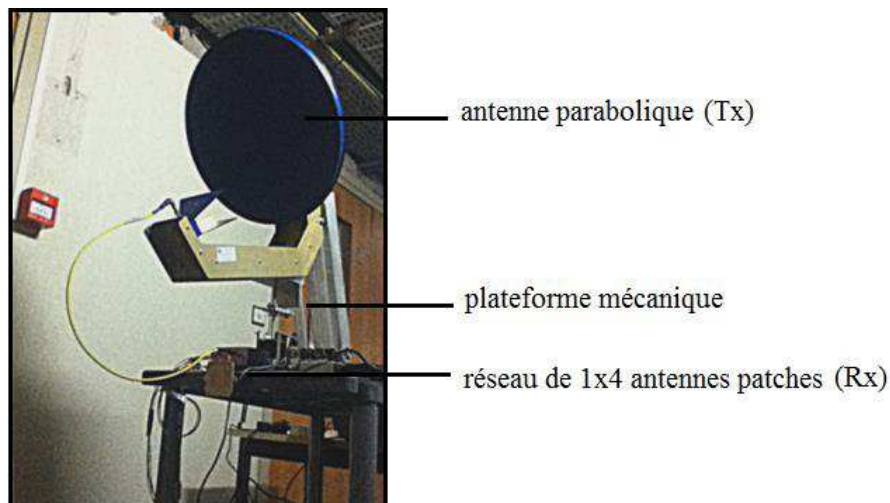 antenne parabolique (Tx)
plateforme mécanique
réseau de 1x4 antennes patches (Rx)